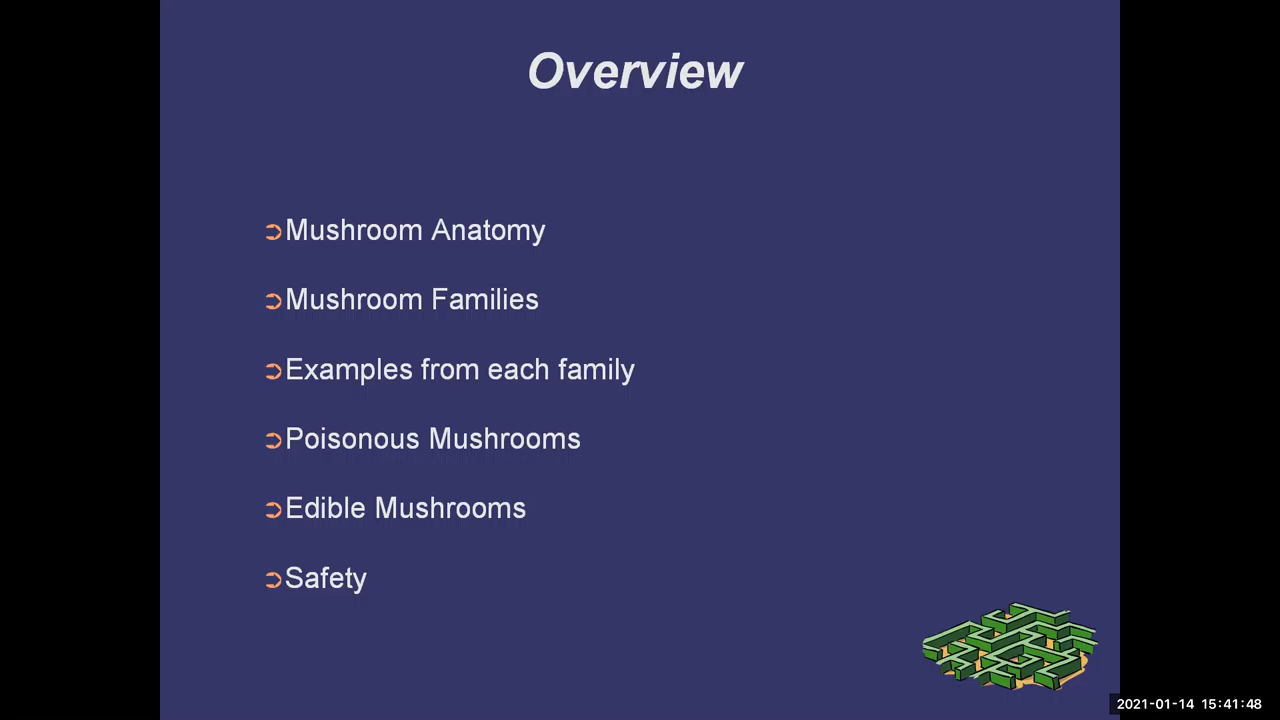 Overview
➲Mushroom Anatomy
➲Mushroom Families
➲Examples from each family
➲Poisonous Mushrooms
➲Edible Mushrooms
➲Safety
2021-01-14 15:41:48